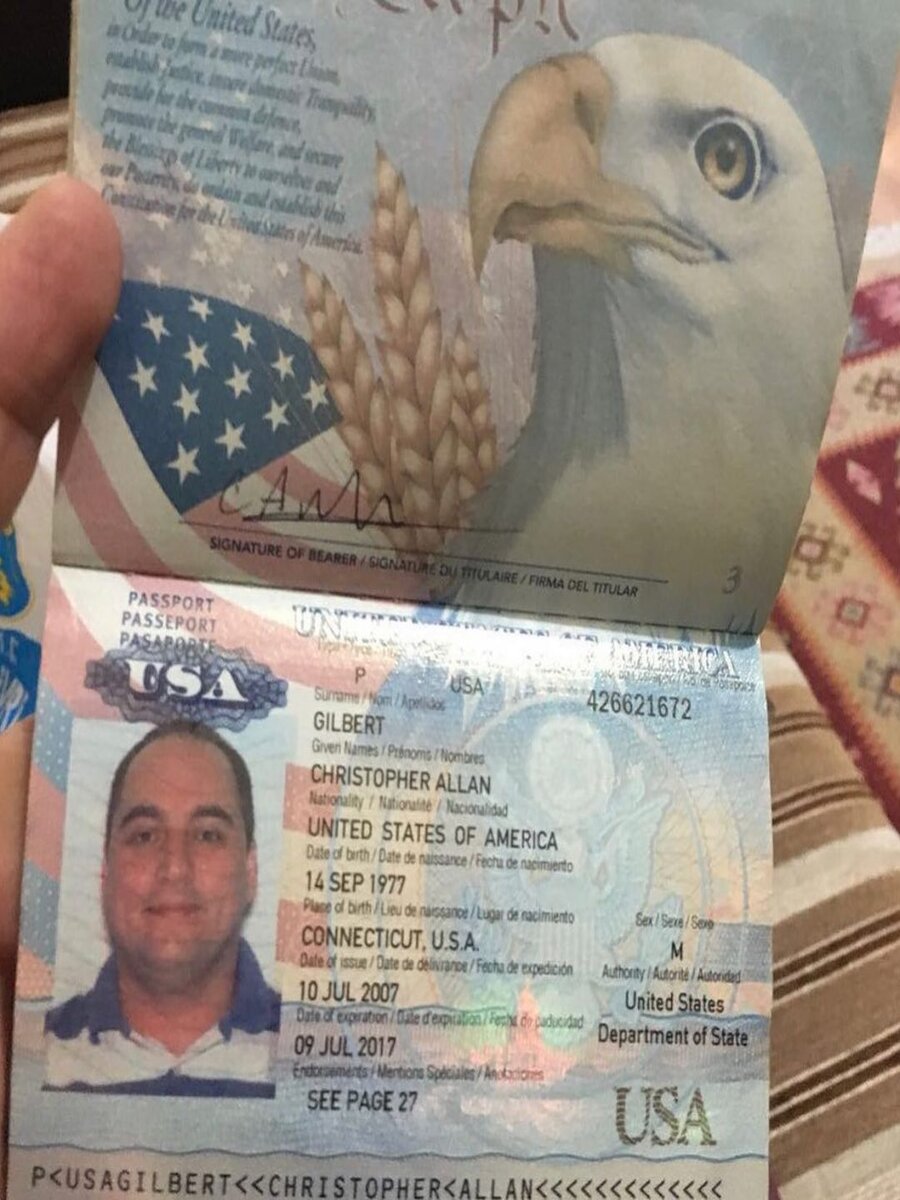 Of the United States,
in Order to form a more perfect Union,
establish Justice, insure domestic Tranquility,
provide for the common defence,
promote the general Welfare, and secure
the Blessings of Liberty to ourselves and
our Posterity, do ordain and establish this
Constitution for the United States of America.
SIGNATURE OF BEARER / SIGNATURE DU TITULAIRE / FIRMA DEL TITULAR
3
PASSPORT
PASSEPORT
PASAPORTE
USA
UNITED STATES OF AMERICA
P USA 426621672
Surname / Nom / Apellidos
GILBERT
Given Names / Prénoms / Nombres
CHRISTOPHER ALLAN
Nationality / Nationalité / Nacionalidad
UNITED STATES OF AMERICA
Date of birth / Date de naissance / Fecha de nacimiento
14 SEP 1977
Place of birth / Lieu de naissance / Lugar de nacimiento
CONNECTICUT, U.S.A.
Sex / Sexe / Sexo
M
Date of issue / Date de délivrance / Fecha de expedición
10 JUL 2007
Authority / Autorité / Autoridad
United States
Department of State
Date of expiration / Date d'expiration / Fecha de caducidad
09 JUL 2017
Endorsements / Mentions Spéciales / Anotaciones
SEE PAGE 27
USA
P<USAGILBERT<<CHRISTOPHER<ALLAN<<<<<<<<<<<<<